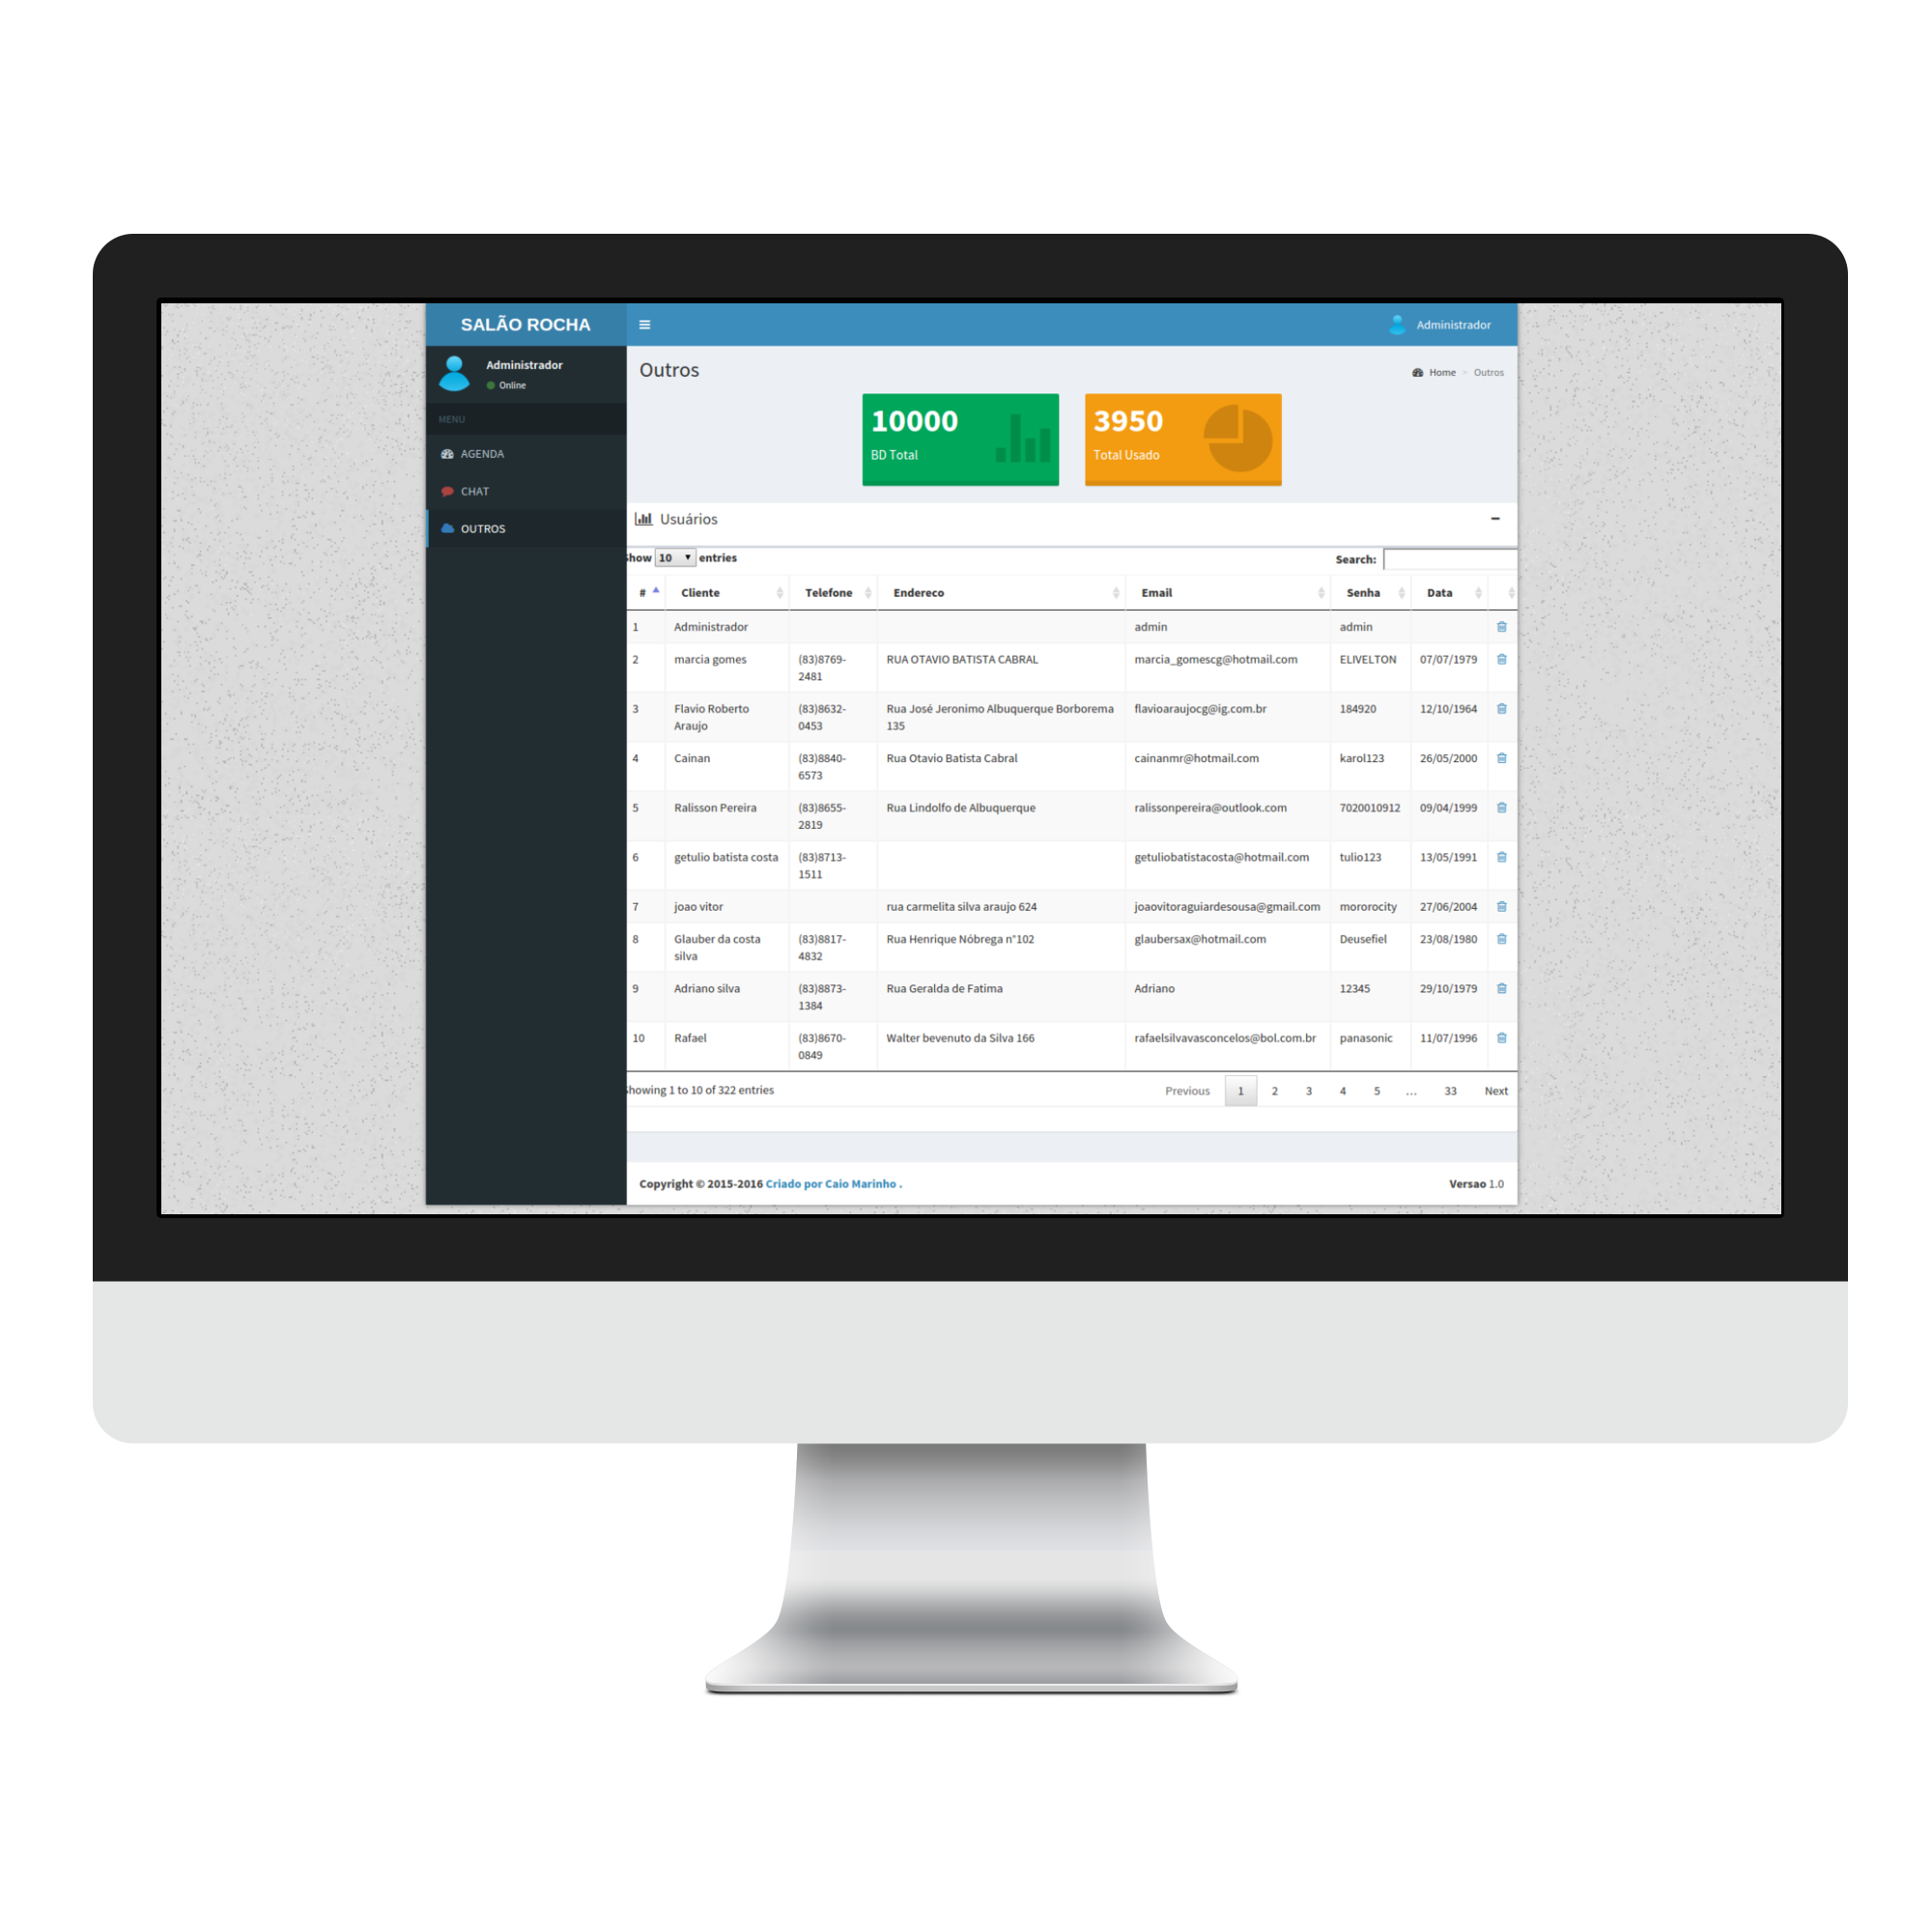 SALÃO ROCHA
Administrador
Administrador
Online
MENU
AGENDA
CHAT
OUTROS
Outros
Home > Outros
10000
BD Total
3950
Total Usado
Usuários
Show 10 entries
Search:
# Cliente Telefone Endereco Email Senha Data
1 Administrador admin admin
2 marcia gomes (83)8769- RUA OTAVIO BATISTA CABRAL marcia_gomescg@hotmail.com ELIVELTON 07/07/1979
2481
3 Flavio Roberto (83)8632- Rua José Jeronimo Albuquerque Borborema flavioaraujocg@ig.com.br 184920 12/10/1964
Araujo 0453 135
4 Cainan (83)8840- Rua Otavio Batista Cabral cainanmr@hotmail.com karol123 26/05/2000
6573
5 Ralisson Pereira (83)8655- Rua Lindolfo de Albuquerque ralissonpereira@outlook.com 7020010912 09/04/1999
2819
6 getulio batista costa (83)8713- getuliobatistacosta@hotmail.com tulio123 13/05/1991
1511
7 joao vitor rua carmelita silva araujo 624 joaovitoraguiardesousa@gmail.com mororocity 27/06/2004
8 Glauber da costa (83)8817- Rua Henrique Nóbrega n°102 glaubersax@hotmail.com Deusefiel 23/08/1980
silva 4832
9 Adriano silva (83)8873- Rua Geralda de Fatima Adriano 12345 29/10/1979
1384
10 Rafael (83)8670- Walter bevenuto da Silva 166 rafaelsilvavasconcelos@bol.com.br panasonic 11/07/1996
0849
Showing 1 to 10 of 322 entries
Previous 1 2 3 4 5 … 33 Next
Copyright © 2015-2016 Criado por Caio Marinho .
Versao 1.0